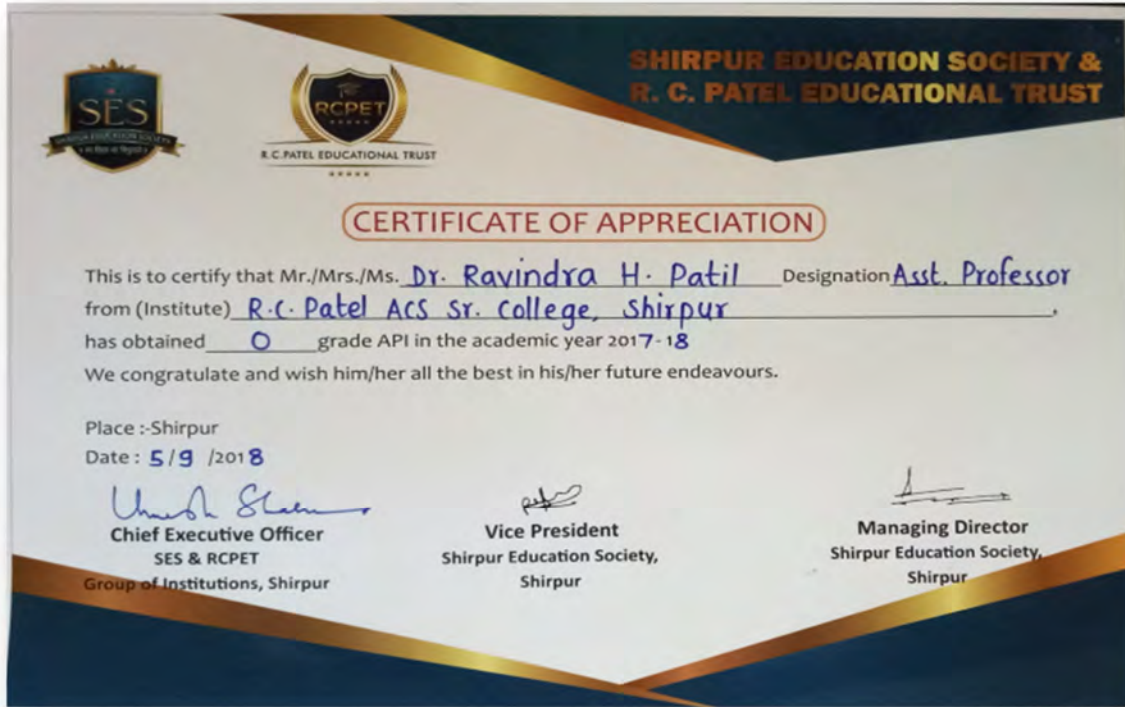 SHIRPUR EDUCATION SOCIETY &
R. C. PATEL EDUCATIONAL TRUST
SES
SHIRPUR EDUCATION SOCIETY
RCPET
R.C.PATEL EDUCATIONAL TRUST
CERTIFICATE OF APPRECIATION
This is to certify that Mr./Mrs./Ms. Dr. Ravindra H. Patil Designation Asst. Professor
from (Institute) R.C. Patel ACS Sr. College, Shirpur.
has obtained O grade API in the academic year 2017-18
We congratulate and wish him/her all the best in his/her future endeavours.
Place :-Shirpur
Date : 5/9 /2018
Chief Executive Officer
SES & RCPET
Group of Institutions, Shirpur
Vice President
Shirpur Education Society,
Shirpur
Managing Director
Shirpur Education Society,
Shirpur